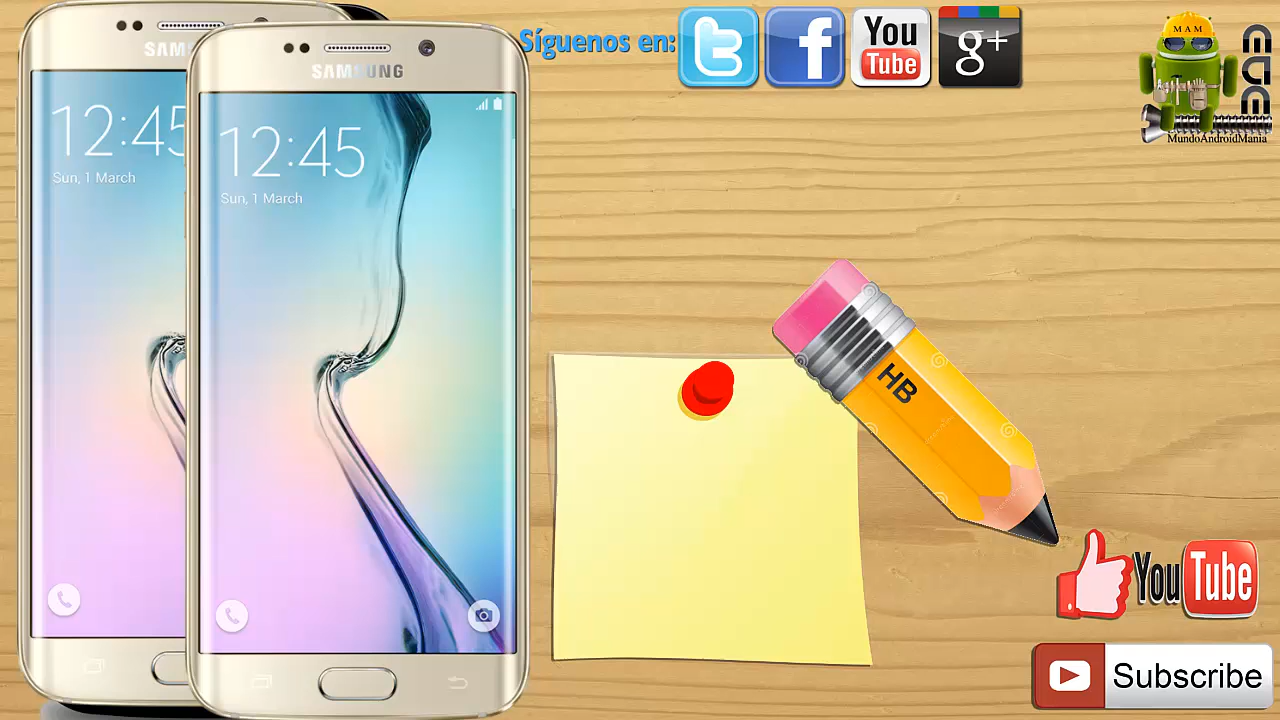 SAM
12:45
Sun, 1 March
SAMSUNG
12:45
Sun, 1 March
Síguenos en:
You
Tube
g+
MAM
MundoAndroidMania
HB
YouTube
Subscribe